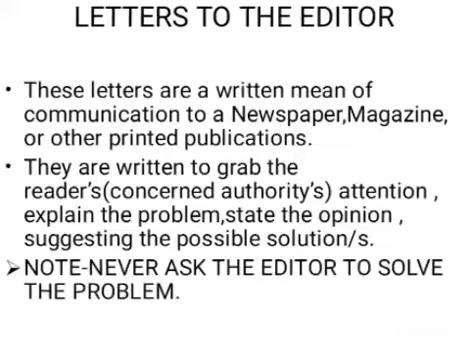 LETTERS TO THE EDITOR
• These letters are a written mean of
communication to a Newspaper,Magazine,
or other printed publications.
• They are written to grab the
reader's(concerned authority's) attention ,
explain the problem,state the opinion ,
suggesting the possible solution/s.
➢NOTE-NEVER ASK THE EDITOR TO SOLVE
THE PROBLEM.